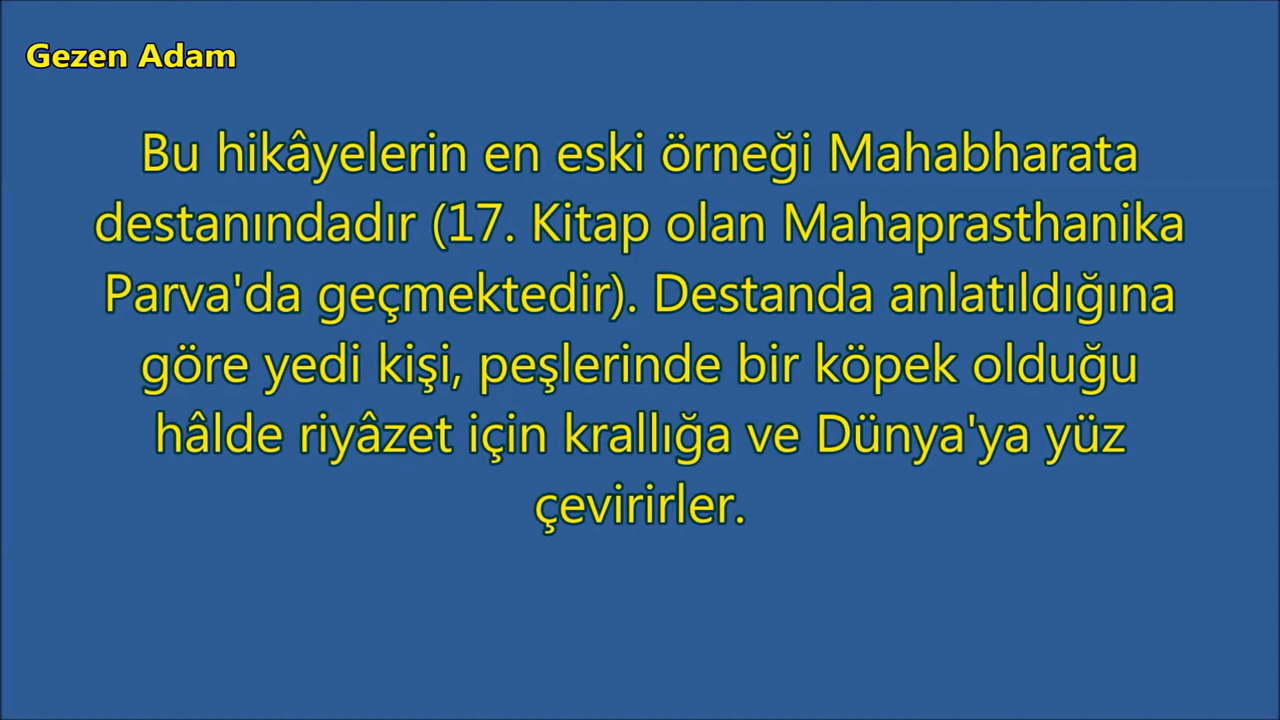 Gezen Adam
Bu hikâyelerin en eski örneği Mahabharata
destanındadır (17. Kitap olan Mahaprasthanika
Parva'da geçmektedir). Destanda anlatıldığına
göre yedi kişi, peşlerinde bir köpek olduğu
hâlde riyâzet için krallığa ve Dünya'ya yüz
çevirirler.